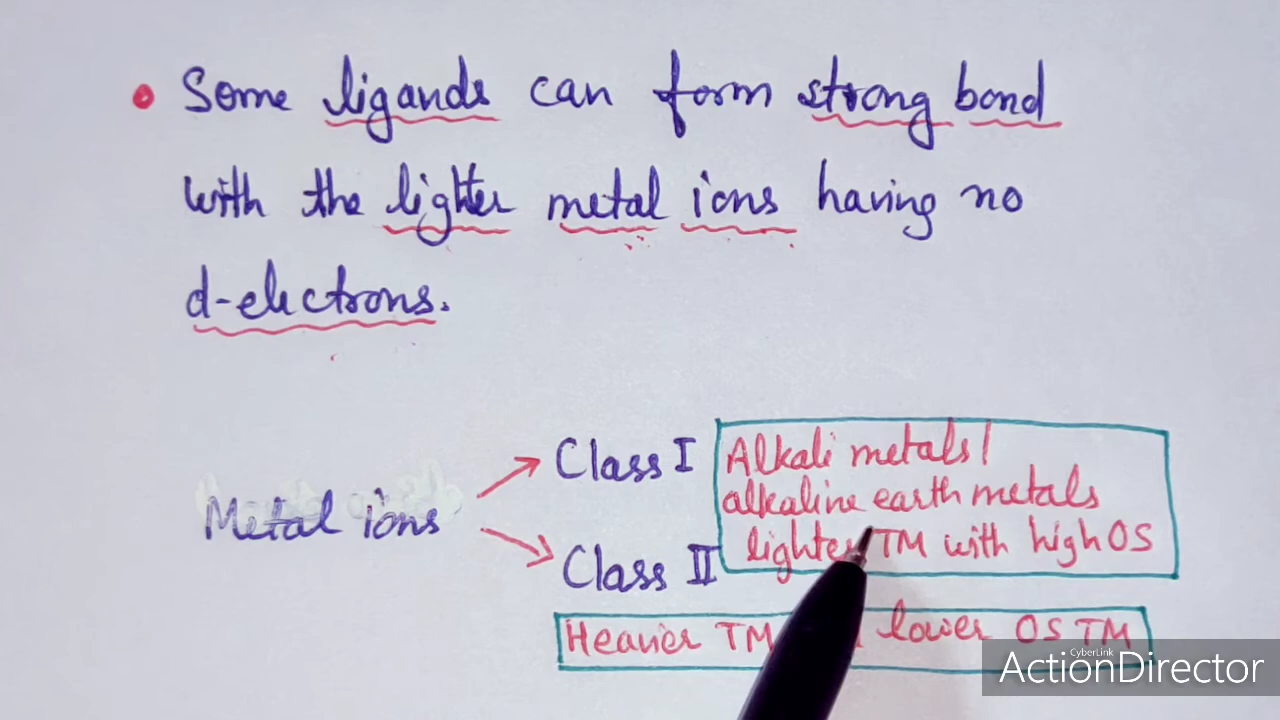 • Some ligands can form strong bond
with the lighter metal ions having no
d-electrons.
Metal ions
Class I
Alkali metals/
alkaline earth metals
lighter TM with high OS
Class II
Heavier TM lower OS TM
CyberLink
ActionDirector